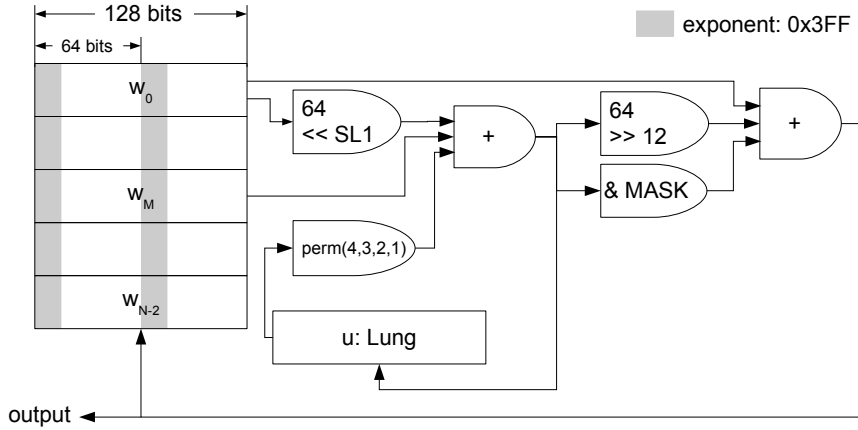 128 bits
exponent: 0x3FF
64 bits
w0
64
<< SL1
64
>> 12
+
+
wM
& MASK
perm(4,3,2,1)
wN-2
u: Lung
output